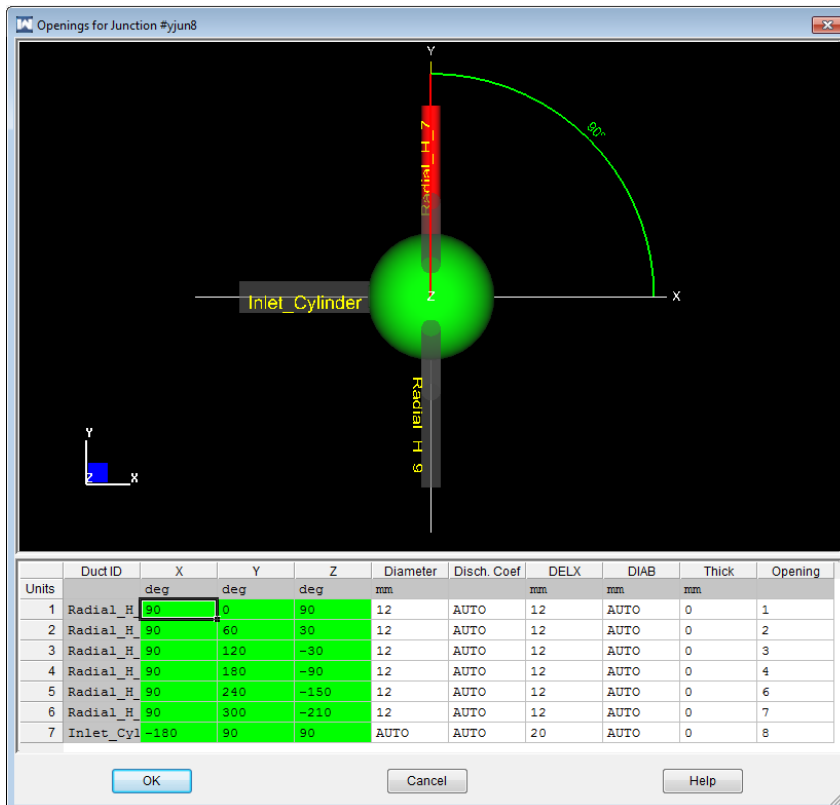 Openings for Junction #yjun8
Y
90°
Radial_H_7
Inlet_Cylinder
Z
X
Radial_H_9
Y
Z
X
Duct ID X Y Z Diameter Disch. Coef DELX DIAB Thick Opening
Units deg deg deg mm mm mm mm
1 Radial_H_ 90 0 90 12 AUTO 12 AUTO 0 1
2 Radial_H_ 90 60 30 12 AUTO 12 AUTO 0 2
3 Radial_H_ 90 120 -30 12 AUTO 12 AUTO 0 3
4 Radial_H_ 90 180 -90 12 AUTO 12 AUTO 0 4
5 Radial_H_ 90 240 -150 12 AUTO 12 AUTO 0 6
6 Radial_H_ 90 300 -210 12 AUTO 12 AUTO 0 7
7 Inlet_Cyl -180 90 90 AUTO AUTO 20 AUTO 0 8
OK Cancel Help